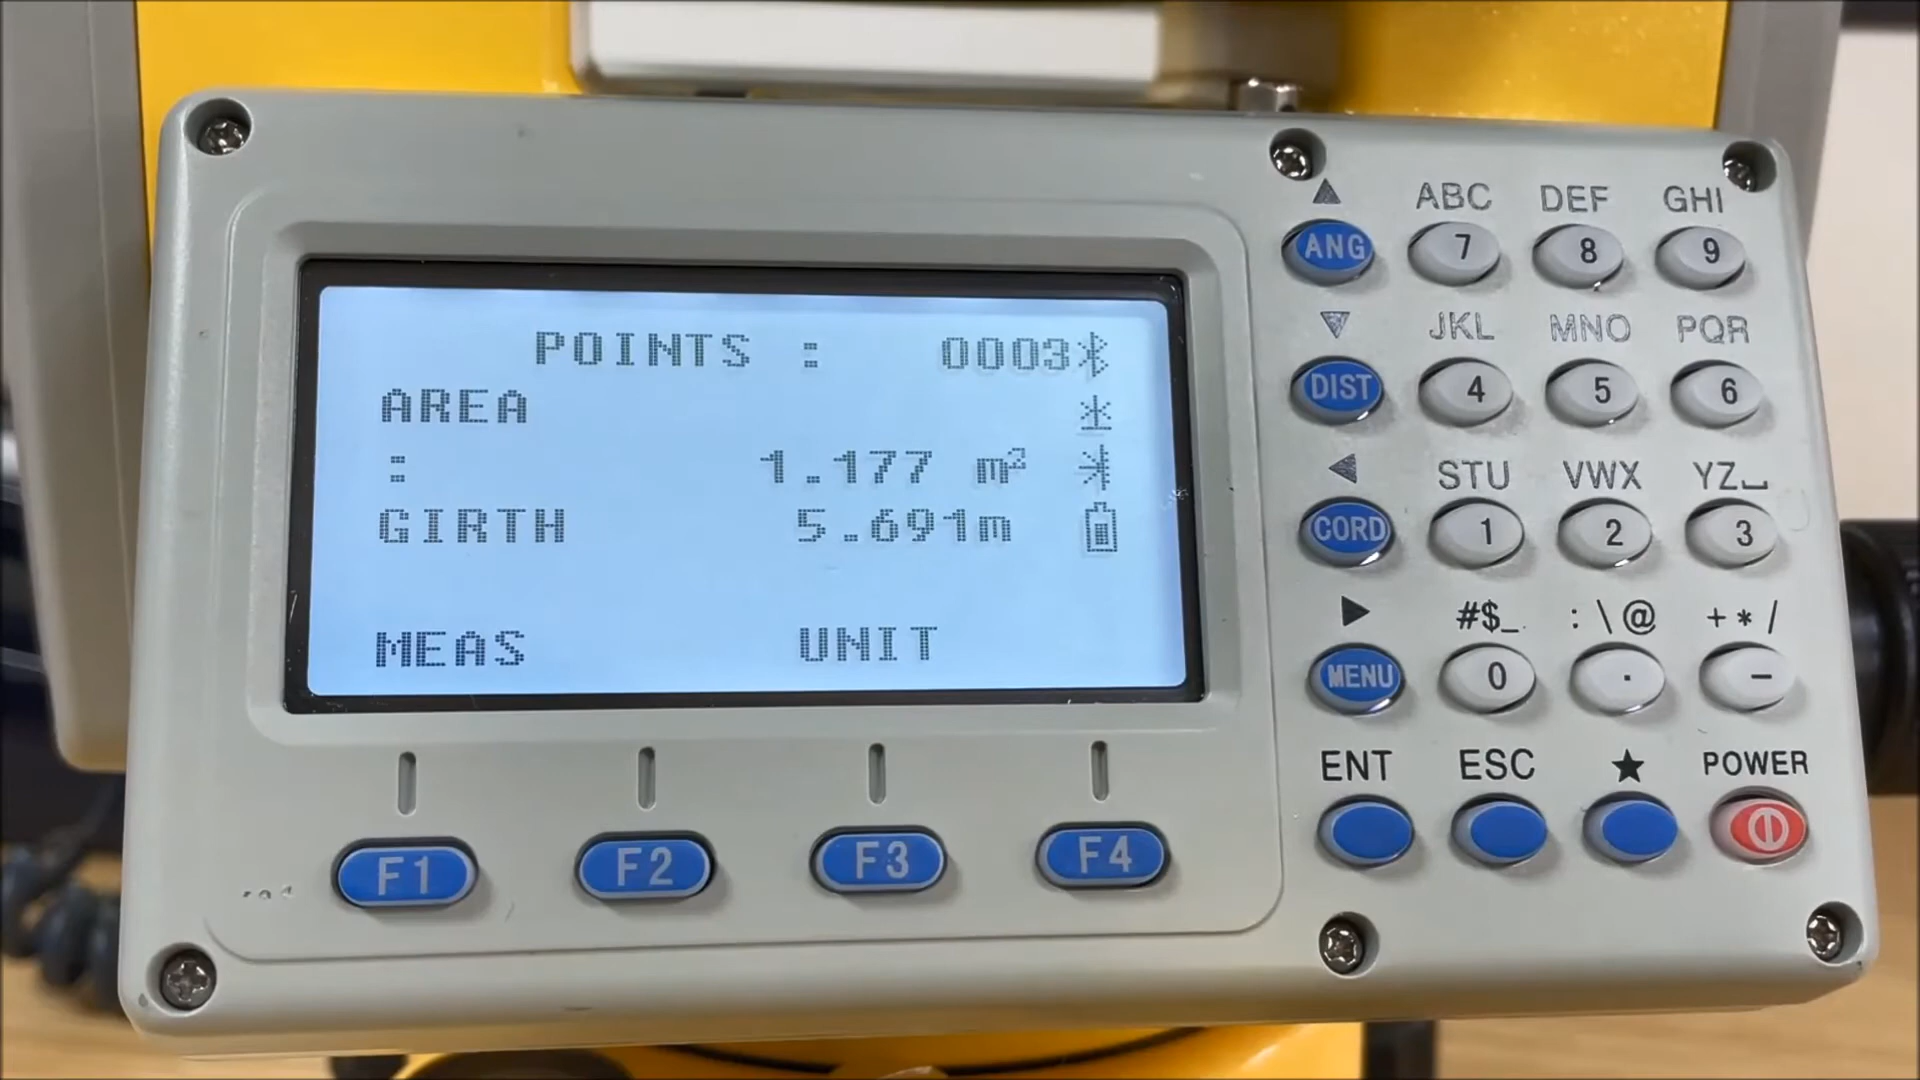 POINTS : 0003
AREA
: 1.177 m²
GIRTH 5.691m
MEAS UNIT
F1 F2 F3 F4
▲ ABC DEF GHI
ANG 7 8 9
▼ JKL MNO PQR
DIST 4 5 6
◀ STU VWX YZ⎵
CORD 1 2 3
▶ #$_ :\@ +*/
MENU 0 . -
ENT ESC ★ POWER